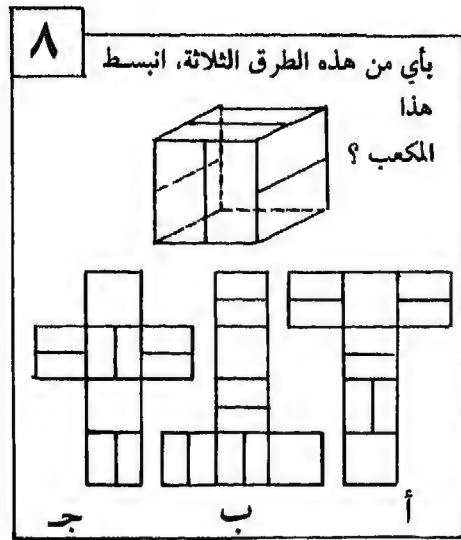 ٨
بأي من هذه الطرق الثلاثة، انبسط
هذا
المكعب ؟
أ
ب
جـ